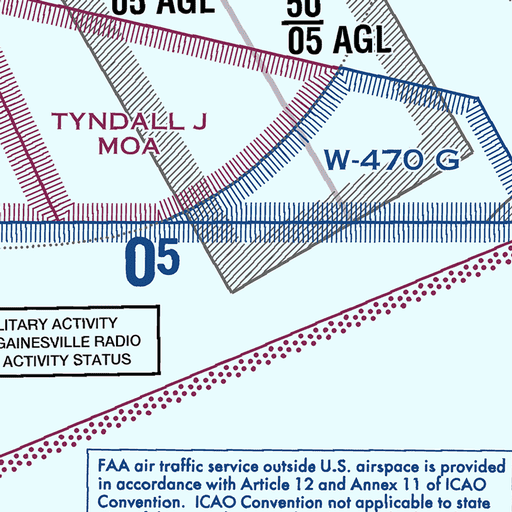 05 AGL
50
05 AGL
TYNDALL J
MOA
W-470 G
05
LITARY ACTIVITY
GAINESVILLE RADIO
ACTIVITY STATUS
FAA air traffic service outside U.S. airspace is provided
in accordance with Article 12 and Annex 11 of ICAO
Convention. ICAO Convention not applicable to state